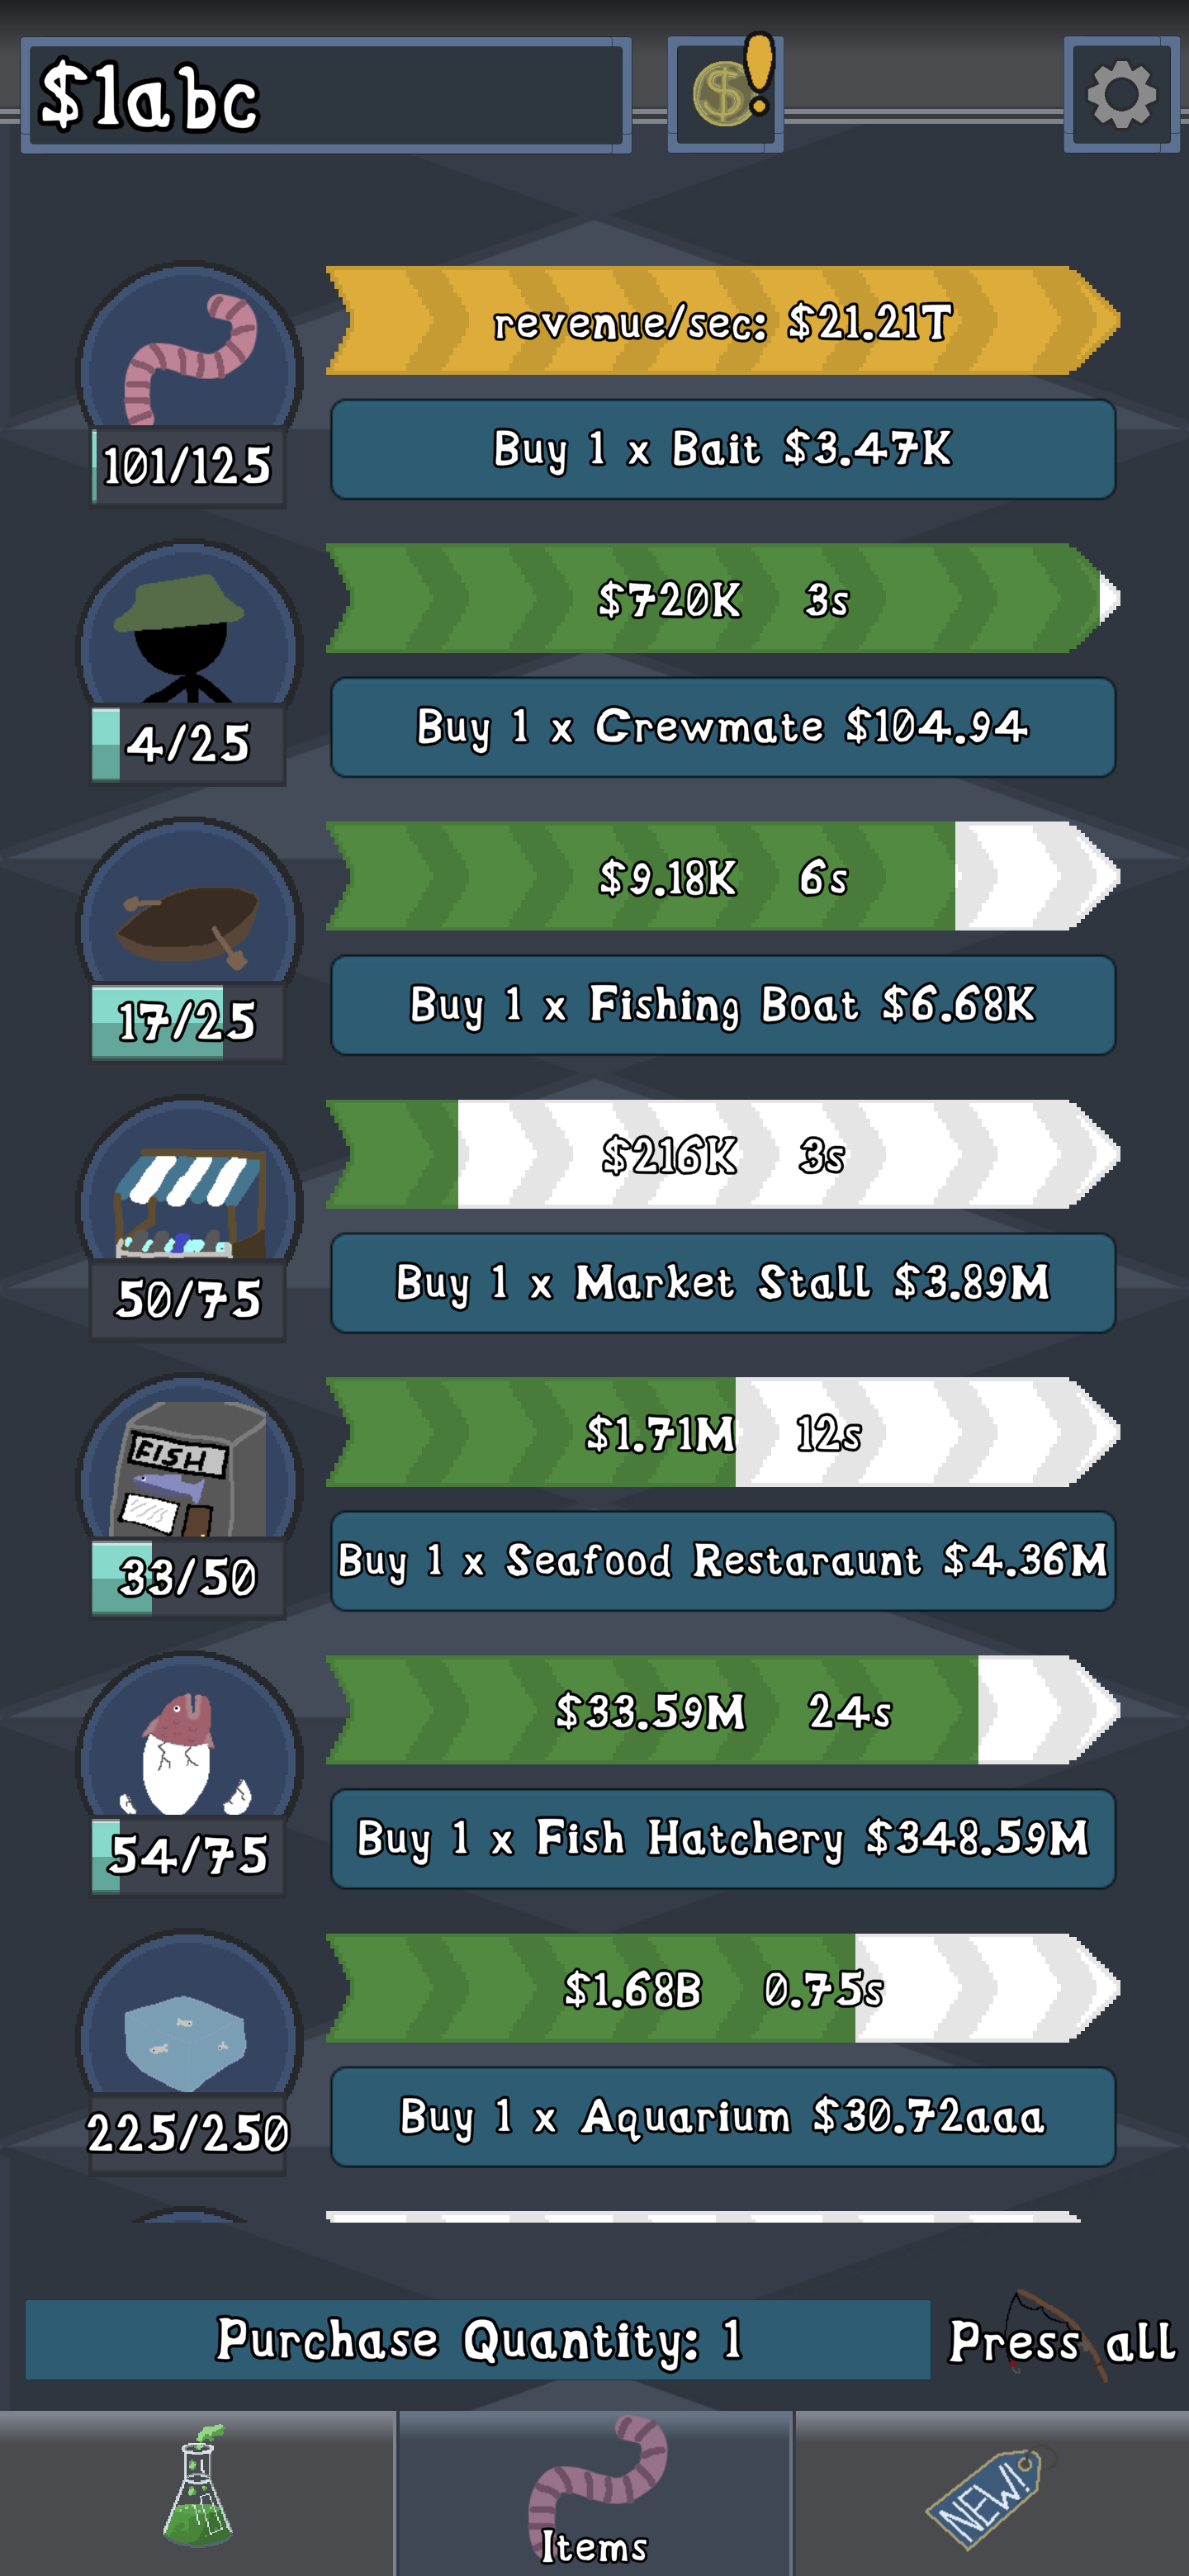 $1abc
$ !
revenue/sec: $21.21T
Buy 1 x Bait $3.47K
101/125
$720K 3s
Buy 1 x Crewmate $104.94
4/25
$9.18K 6s
Buy 1 x Fishing Boat $6.68K
17/25
$216K 3s
Buy 1 x Market Stall $3.89M
50/75
FISH
$1.71M 12s
Buy 1 x Seafood Restaraunt $4.36M
33/50
$33.59M 24s
Buy 1 x Fish Hatchery $348.59M
54/75
$1.68B 0.75s
Buy 1 x Aquarium $30.72aaa
225/250
Purchase Quantity: 1
Press all
Items
NEW!